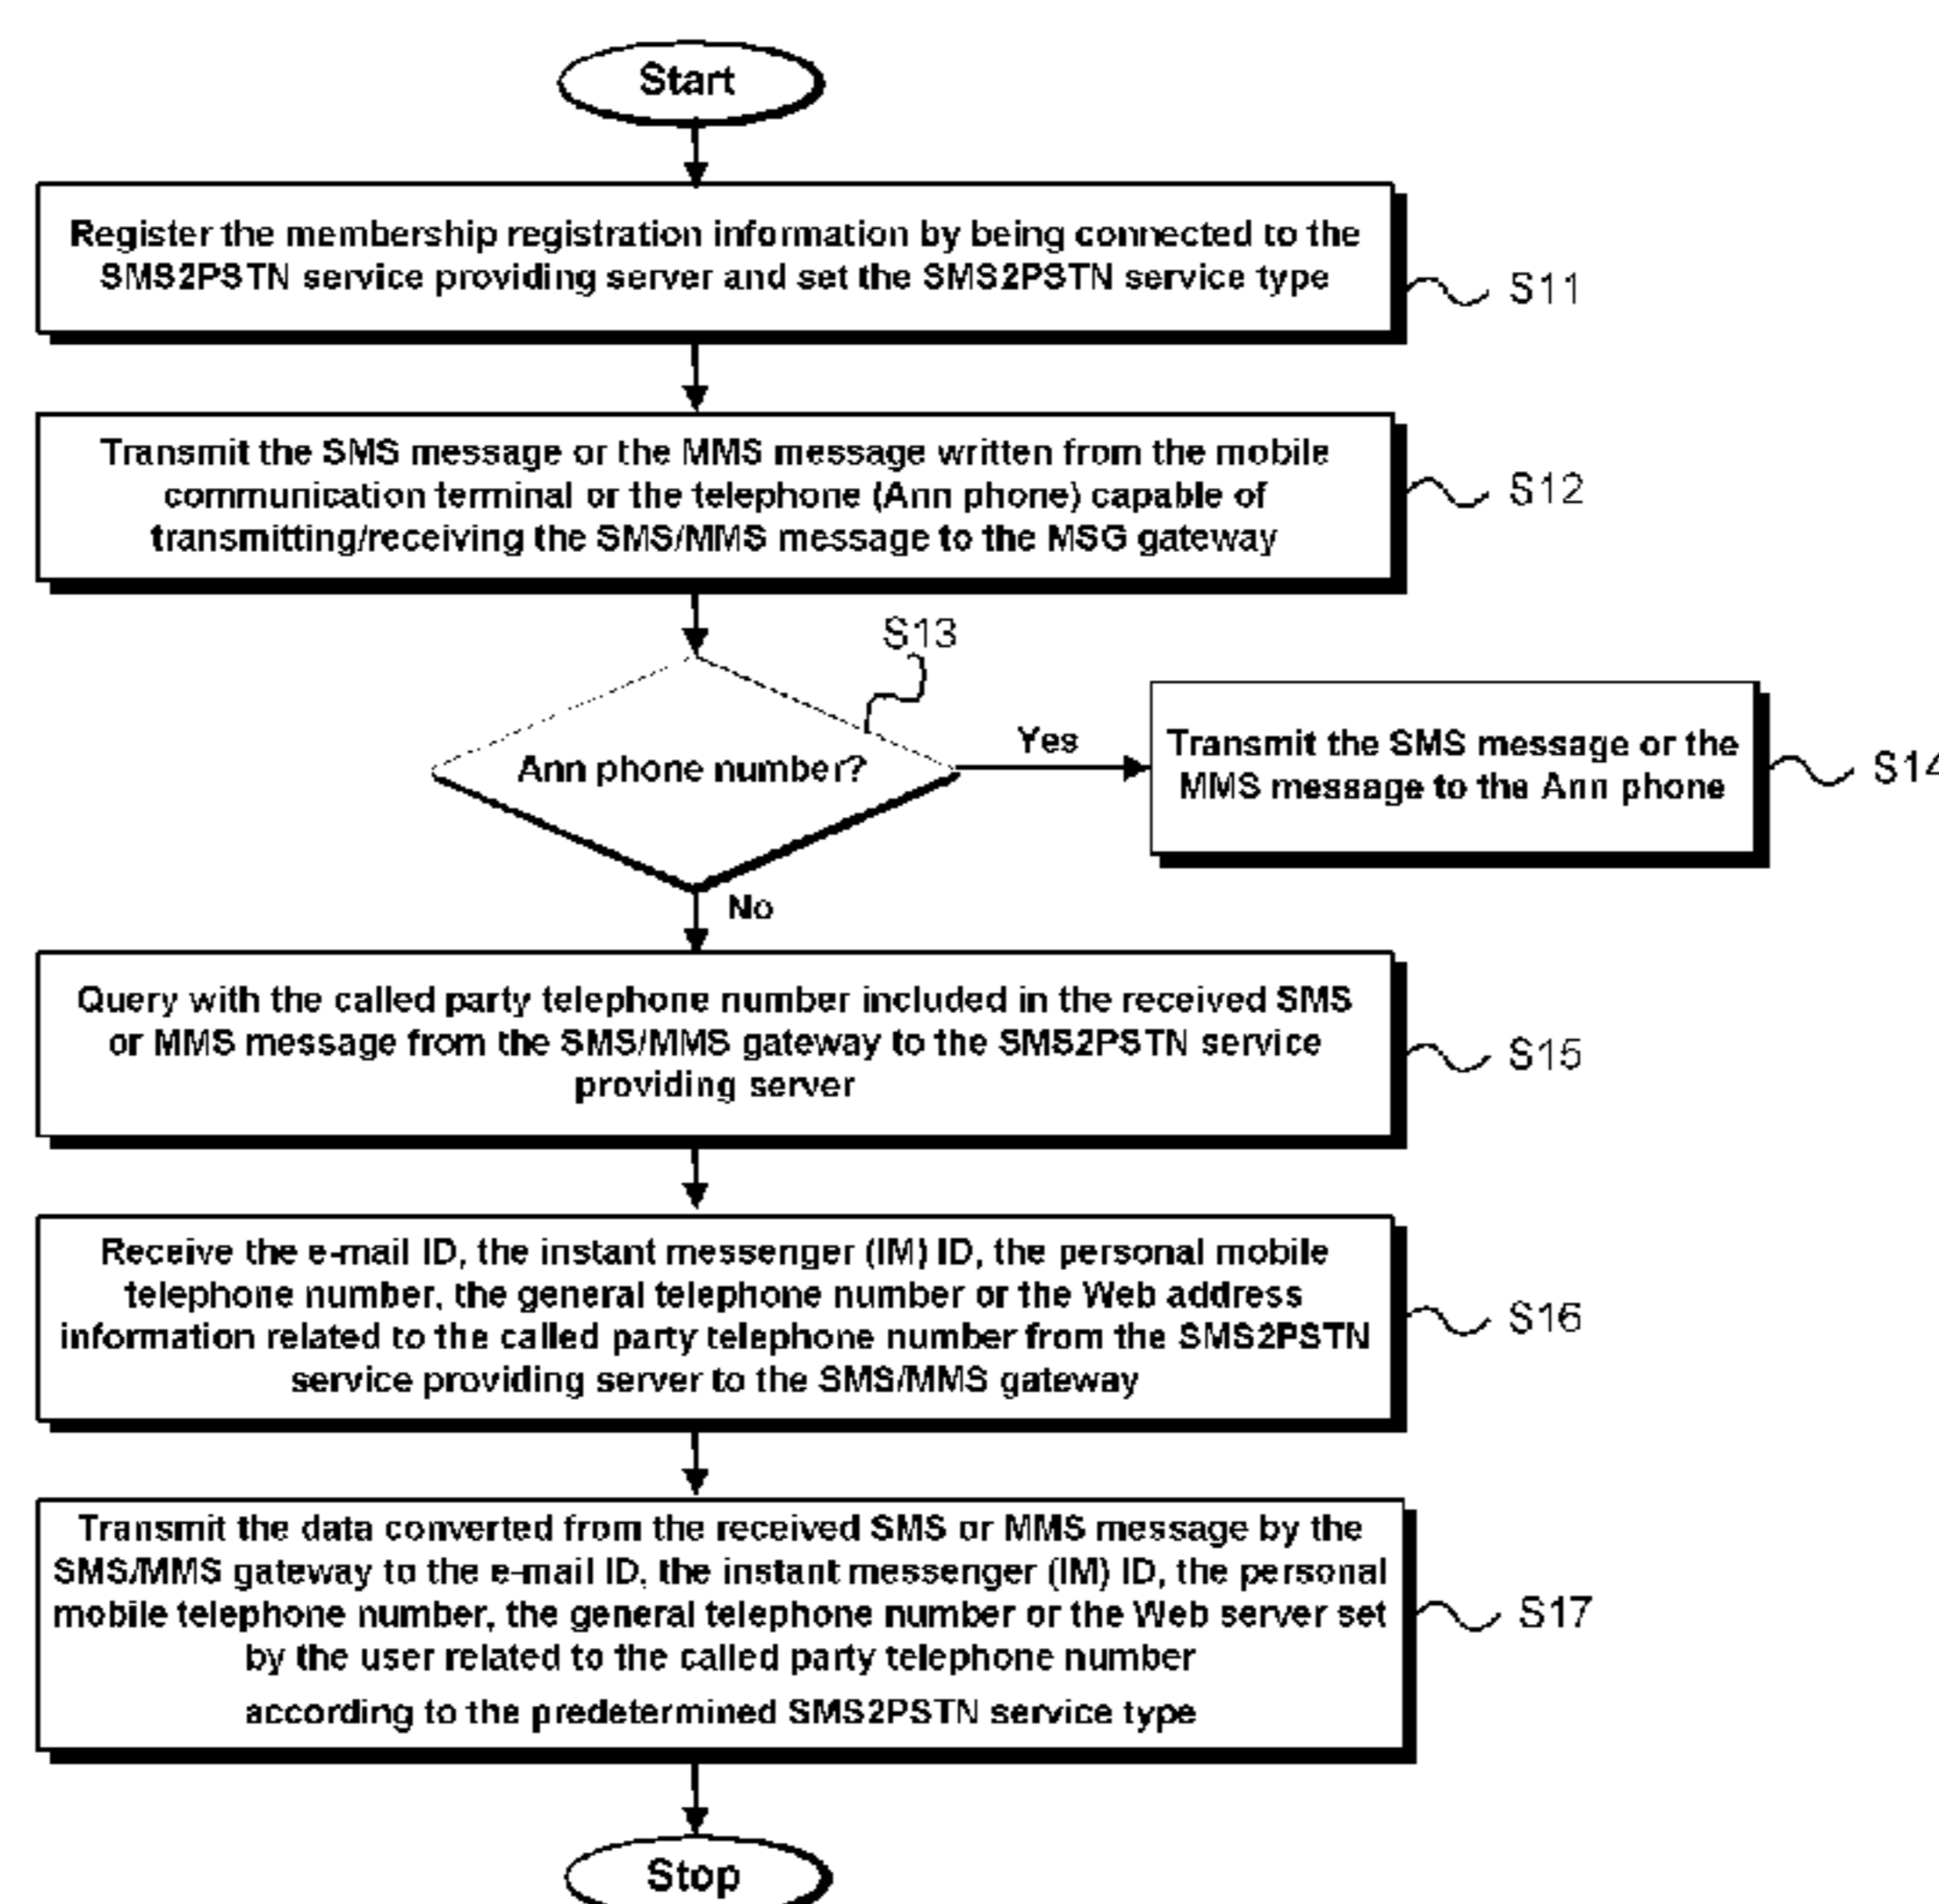 Start
Register the membership registration information by being connected to the
SMS2PSTN service providing server and set the SMS2PSTN service type
S11
Transmit the SMS message or the MMS message written from the mobile
communication terminal or the telephone (Ann phone) capable of
transmitting/receiving the SMS/MMS message to the MSG gateway
S12
S13
Ann phone number?
Yes
Transmit the SMS message or the
MMS message to the Ann phone
S14
No
Query with the called party telephone number included in the received SMS
or MMS message from the SMS/MMS gateway to the SMS2PSTN service
providing server
S15
Receive the e-mail ID, the instant messenger (IM) ID, the personal mobile
telephone number, the general telephone number or the Web address
information related to the called party telephone number from the SMS2PSTN
service providing server to the SMS/MMS gateway
S16
Transmit the data converted from the received SMS or MMS message by the
SMS/MMS gateway to the e-mail ID, the instant messenger (IM) ID, the personal
mobile telephone number, the general telephone number or the Web server set
by the user related to the called party telephone number
according to the predetermined SMS2PSTN service type
S17
Stop